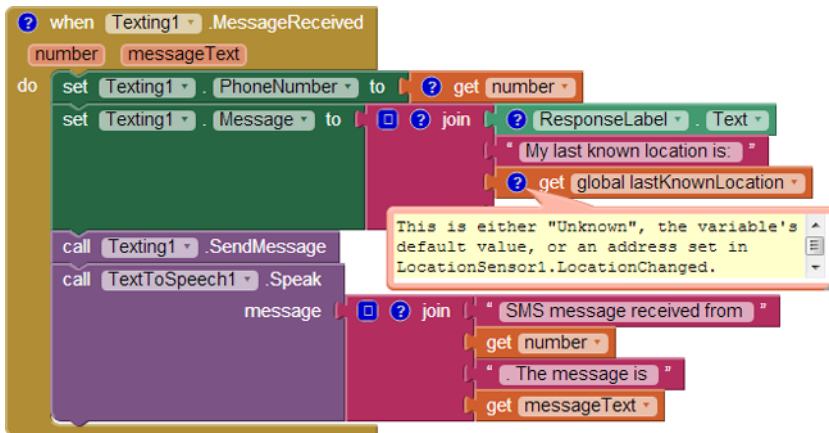 ? when Texting1 .MessageReceived
number messageText
do set Texting1 . PhoneNumber to ? get number
set Texting1 . Message to ? join ? ResponseLabel . Text
" My last known location is: "
? get global lastKnownLocation
This is either "Unknown", the variable's
default value, or an address set in
LocationSensor1.LocationChanged.
call Texting1 .SendMessage
call TextToSpeech1 .Speak
message ? join " SMS message received from "
get number
" . The message is "
get messageText